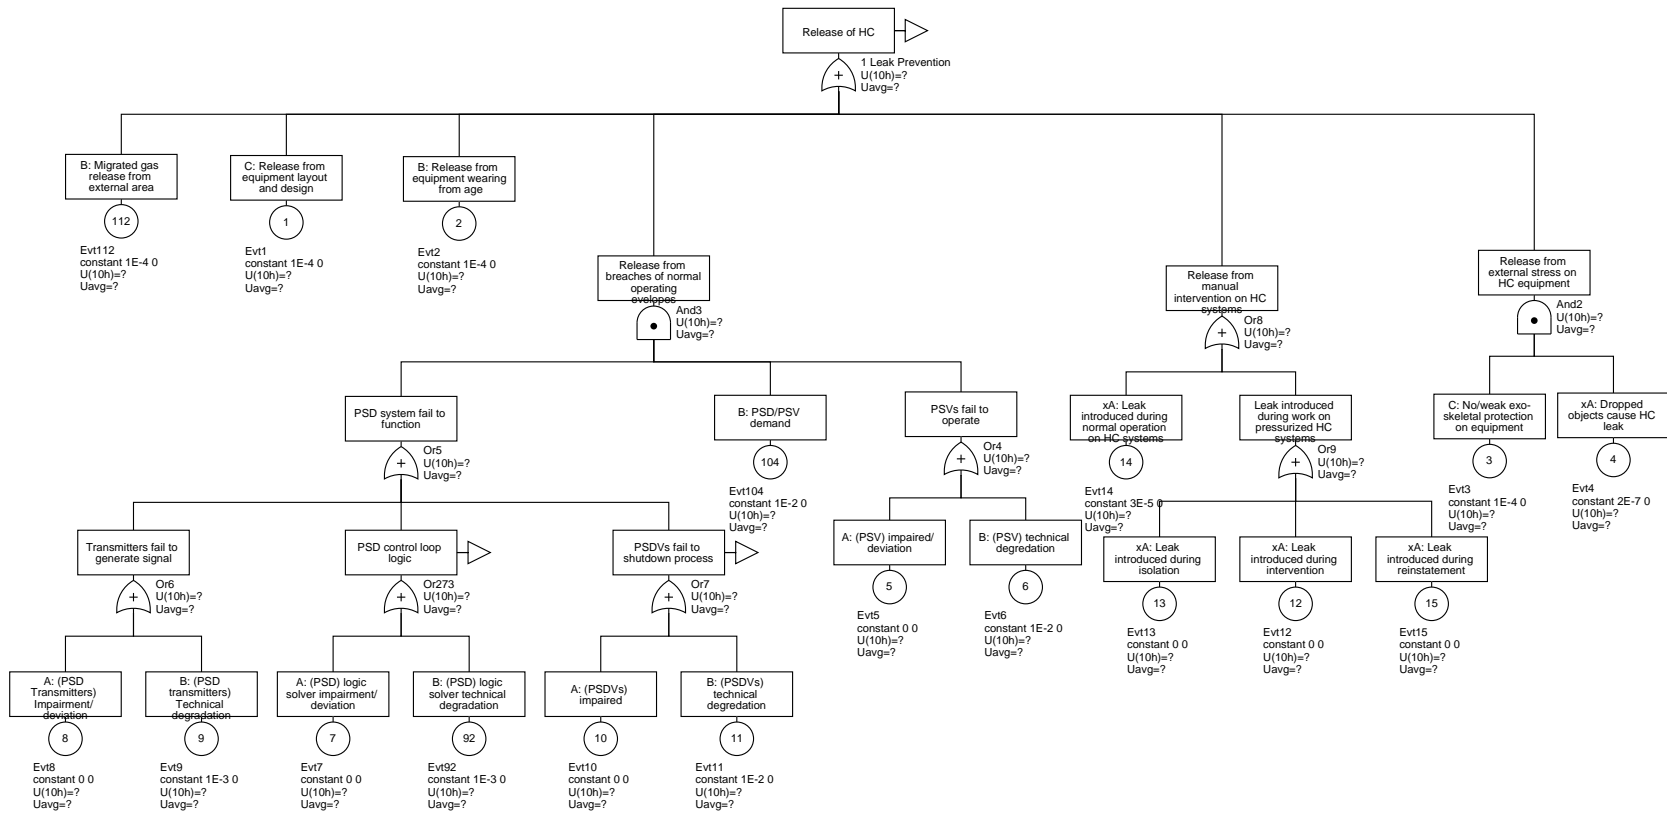 Release of HC
+
1 Leak Prevention
U(10h)=?
Uavg=?
B: Migrated gas
release from
external area
112
Evt112
constant 1E-4 0
U(10h)=?
Uavg=?
C: Release from
equipment layout
and design
1
Evt1
constant 1E-4 0
U(10h)=?
Uavg=?
B: Release from
equipment wearing
from age
2
Evt2
constant 1E-4 0
U(10h)=?
Uavg=?
Release from
breaches of normal
operating
evelopes
And3
U(10h)=?
Uavg=?
Release from
manual
intervention on HC
systems
+
Or8
U(10h)=?
Uavg=?
Release from
external stress on
HC equipment
And2
U(10h)=?
Uavg=?
PSD system fail to
function
+
Or5
U(10h)=?
Uavg=?
B: PSD/PSV
demand
104
Evt104
constant 1E-2 0
U(10h)=?
Uavg=?
PSVs fail to
operate
+
Or4
U(10h)=?
Uavg=?
xA: Leak
introduced during
normal operation
on HC systems
14
Evt14
constant 3E-5 0
U(10h)=?
Uavg=?
Leak introduced
during work on
pressurized HC
systems
+
Or9
U(10h)=?
Uavg=?
C: No/weak exo-
skeletal protection
on equipment
3
Evt3
constant 1E-4 0
U(10h)=?
Uavg=?
xA: Dropped
objects cause HC
leak
4
Evt4
constant 2E-7 0
U(10h)=?
Uavg=?
Transmitters fail to
generate signal
+
Or6
U(10h)=?
Uavg=?
PSD control loop
logic
+
Or273
U(10h)=?
Uavg=?
PSDVs fail to
shutdown process
+
Or7
U(10h)=?
Uavg=?
A: (PSV) impaired/
deviation
5
Evt5
constant 0 0
U(10h)=?
Uavg=?
B: (PSV) technical
degredation
6
Evt6
constant 1E-2 0
U(10h)=?
Uavg=?
xA: Leak
introduced during
isolation
13
Evt13
constant 0 0
U(10h)=?
Uavg=?
xA: Leak
introduced during
intervention
12
Evt12
constant 0 0
U(10h)=?
Uavg=?
xA: Leak
introduced during
reinstatement
15
Evt15
constant 0 0
U(10h)=?
Uavg=?
A: (PSD
Transmitters)
Impairment/
deviation
8
Evt8
constant 0 0
U(10h)=?
Uavg=?
B: (PSD
transmitters)
Technical
degradation
9
Evt9
constant 1E-3 0
U(10h)=?
Uavg=?
A: (PSD) logic
solver impairment/
deviation
7
Evt7
constant 0 0
U(10h)=?
Uavg=?
B: (PSD) logic
solver technical
degradation
92
Evt92
constant 1E-3 0
U(10h)=?
Uavg=?
A: (PSDVs)
impaired
10
Evt10
constant 0 0
U(10h)=?
Uavg=?
B: (PSDVs)
technical
degredation
11
Evt11
constant 1E-2 0
U(10h)=?
Uavg=?